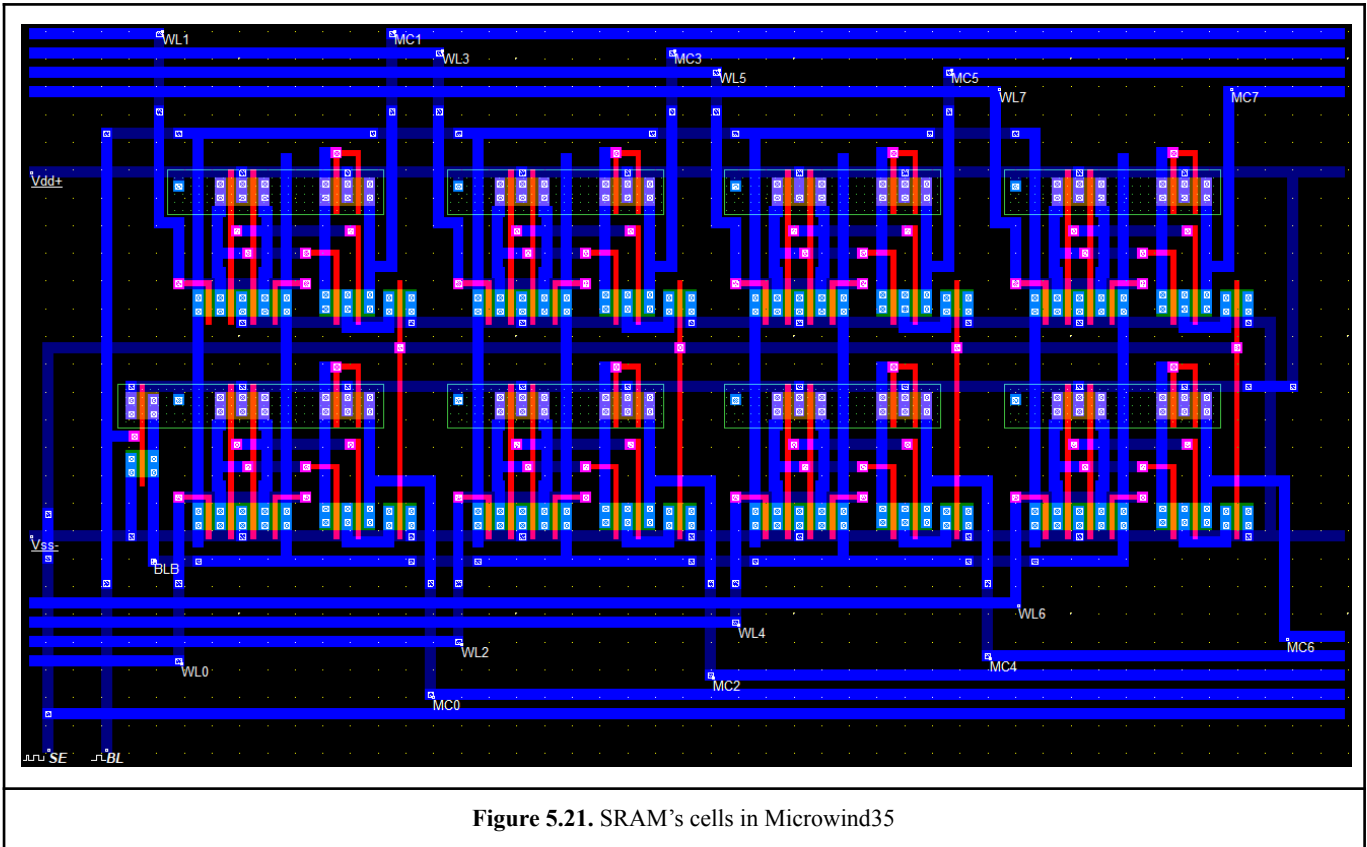 WL1 MC1
WL3 MC3
WL5 MC5
WL7 MC7
Vdd+
Vss-
BLB
WL6
WL4
WL2 MC6
WL0 MC4
MC2
MC0
SE BL
Figure 5.21. SRAM’s cells in Microwind35